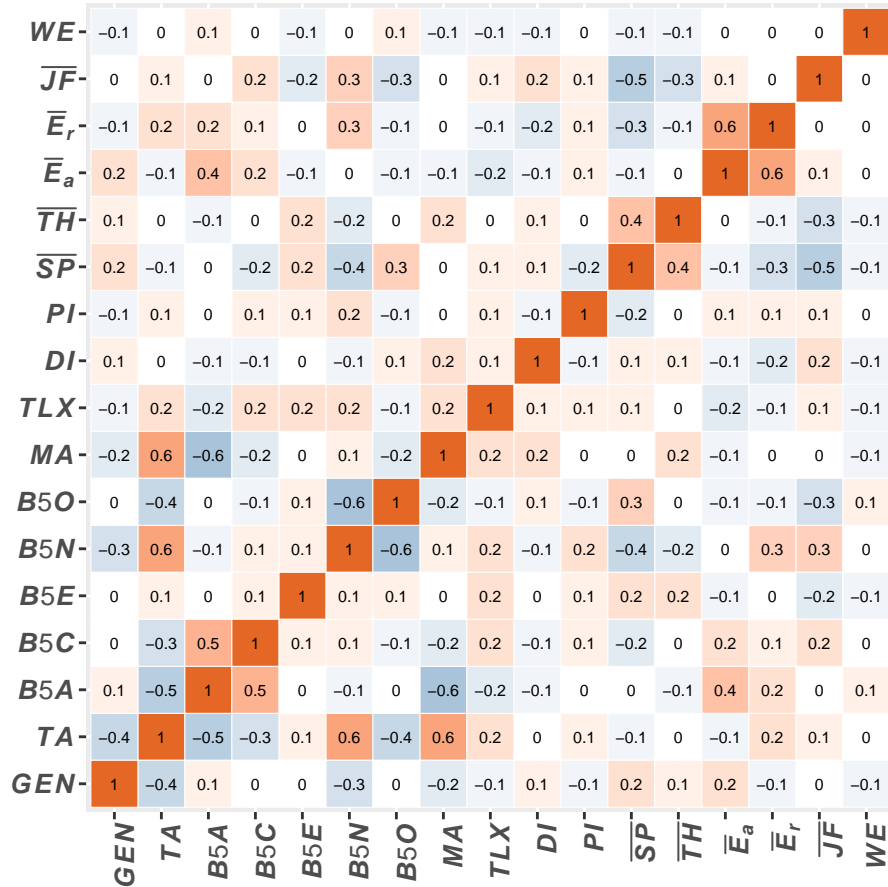 WE −0.1 0 0.1 0 −0.1 0 0.1 −0.1 −0.1 −0.1 0 −0.1 −0.1 0 0 0 1
J̅F̅ 0 0.1 0 0.2 −0.2 0.3 −0.3 0 0.1 0.2 0.1 −0.5 −0.3 0.1 0 1 0
E̅r −0.1 0.2 0.2 0.1 0 0.3 −0.1 0 −0.1 −0.2 0.1 −0.3 −0.1 0.6 1 0 0
E̅a 0.2 −0.1 0.4 0.2 −0.1 0 −0.1 −0.1 −0.2 −0.1 0.1 −0.1 0 1 0.6 0.1 0
T̅H̅ 0.1 0 −0.1 0 0.2 −0.2 0 0.2 0 0.1 0 0.4 1 0 −0.1 −0.3 −0.1
S̅P̅ 0.2 −0.1 0 −0.2 0.2 −0.4 0.3 0 0.1 0.1 −0.2 1 0.4 −0.1 −0.3 −0.5 −0.1
PI −0.1 0.1 0 0.1 0.1 0.2 −0.1 0 0.1 −0.1 1 −0.2 0 0.1 0.1 0.1 0
DI 0.1 0 −0.1 −0.1 0 −0.1 0.1 0.2 0.1 1 −0.1 0.1 0.1 −0.1 −0.2 0.2 −0.1
TLX −0.1 0.2 −0.2 0.2 0.2 0.2 −0.1 0.2 1 0.1 0.1 0.1 0 −0.2 −0.1 0.1 −0.1
MA −0.2 0.6 −0.6 −0.2 0 0.1 −0.2 1 0.2 0.2 0 0 0.2 −0.1 0 0 −0.1
B5O 0 −0.4 0 −0.1 0.1 −0.6 1 −0.2 −0.1 0.1 −0.1 0.3 0 −0.1 −0.1 −0.3 0.1
B5N −0.3 0.6 −0.1 0.1 0.1 1 −0.6 0.1 0.2 −0.1 0.2 −0.4 −0.2 0 0.3 0.3 0
B5E 0 0.1 0 0.1 1 0.1 0.1 0 0.2 0 0.1 0.2 0.2 −0.1 0 −0.2 −0.1
B5C 0 −0.3 0.5 1 0.1 0.1 −0.1 −0.2 0.2 −0.1 0.1 −0.2 0 0.2 0.1 0.2 0
B5A 0.1 −0.5 1 0.5 0 −0.1 0 −0.6 −0.2 −0.1 0 0 −0.1 0.4 0.2 0 0.1
TA −0.4 1 −0.5 −0.3 0.1 0.6 −0.4 0.6 0.2 0 0.1 −0.1 0 −0.1 0.2 0.1 0
GEN 1 −0.4 0.1 0 0 −0.3 0 −0.2 −0.1 0.1 −0.1 0.2 0.1 0.2 −0.1 0 −0.1
GEN TA B5A B5C B5E B5N B5O MA TLX DI PI S̅P̅ T̅H̅ E̅a E̅r J̅F̅ WE